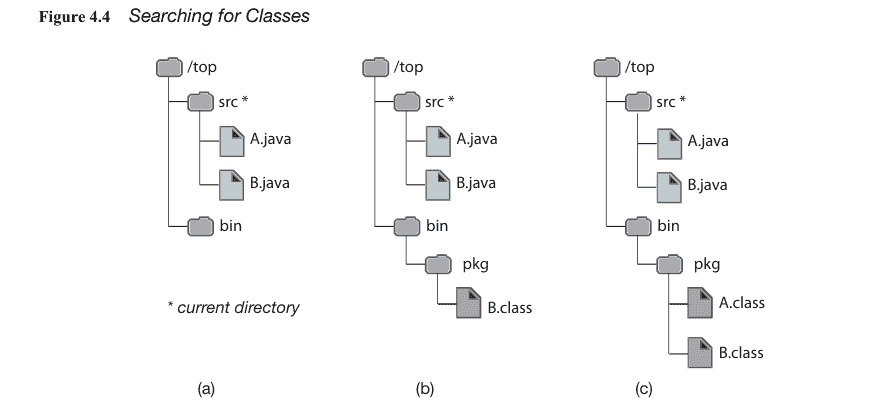 Figure 4.4 Searching for Classes
/top
src *
A.java
B.java
bin
* current directory
(a)
/top
src *
A.java
B.java
bin
pkg
B.class
(b)
/top
src *
A.java
B.java
bin
pkg
A.class
B.class
(c)